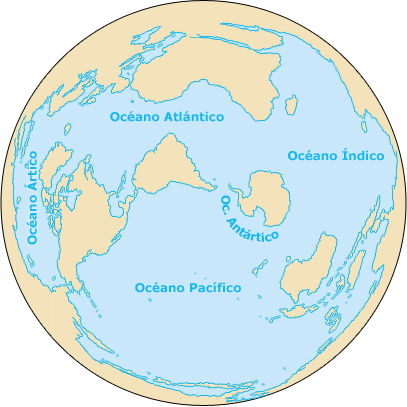 Océano Atlántico
Océano Índico
Océano Ártico
Oc. Antártico
Océano Pacífico